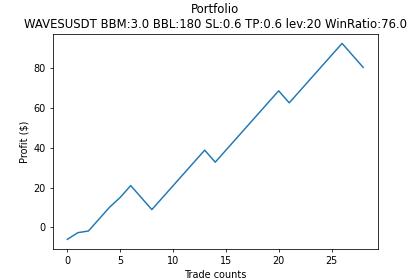 Portfolio
WAVESUSDT BBM:3.0 BBL:180 SL:0.6 TP:0.6 lev:20 WinRatio:76.0
80
60
40
20
0
Profit ($)
0 5 10 15 20 25
Trade counts